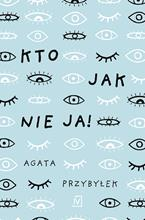 KTO JAK
NIE JA!
AGATA
PRZYBYŁEK